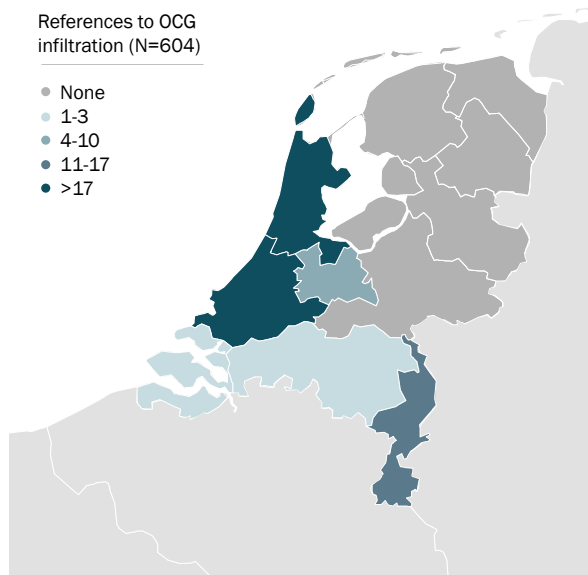 References to OCG
infiltration (N=604)
None
1-3
4-10
11-17
>17